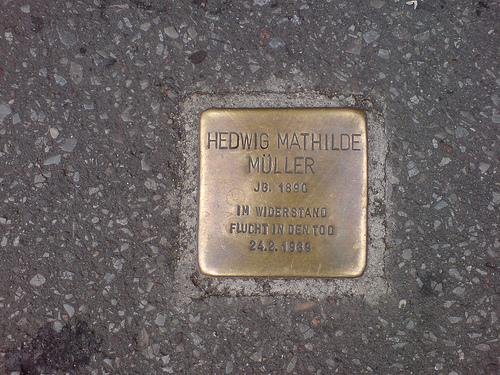 HEDWIG MATHILDE
MÜLLER
JG. 1890
IM WIDERSTAND
FLUCHT IN DEN TOD
24.2.1939